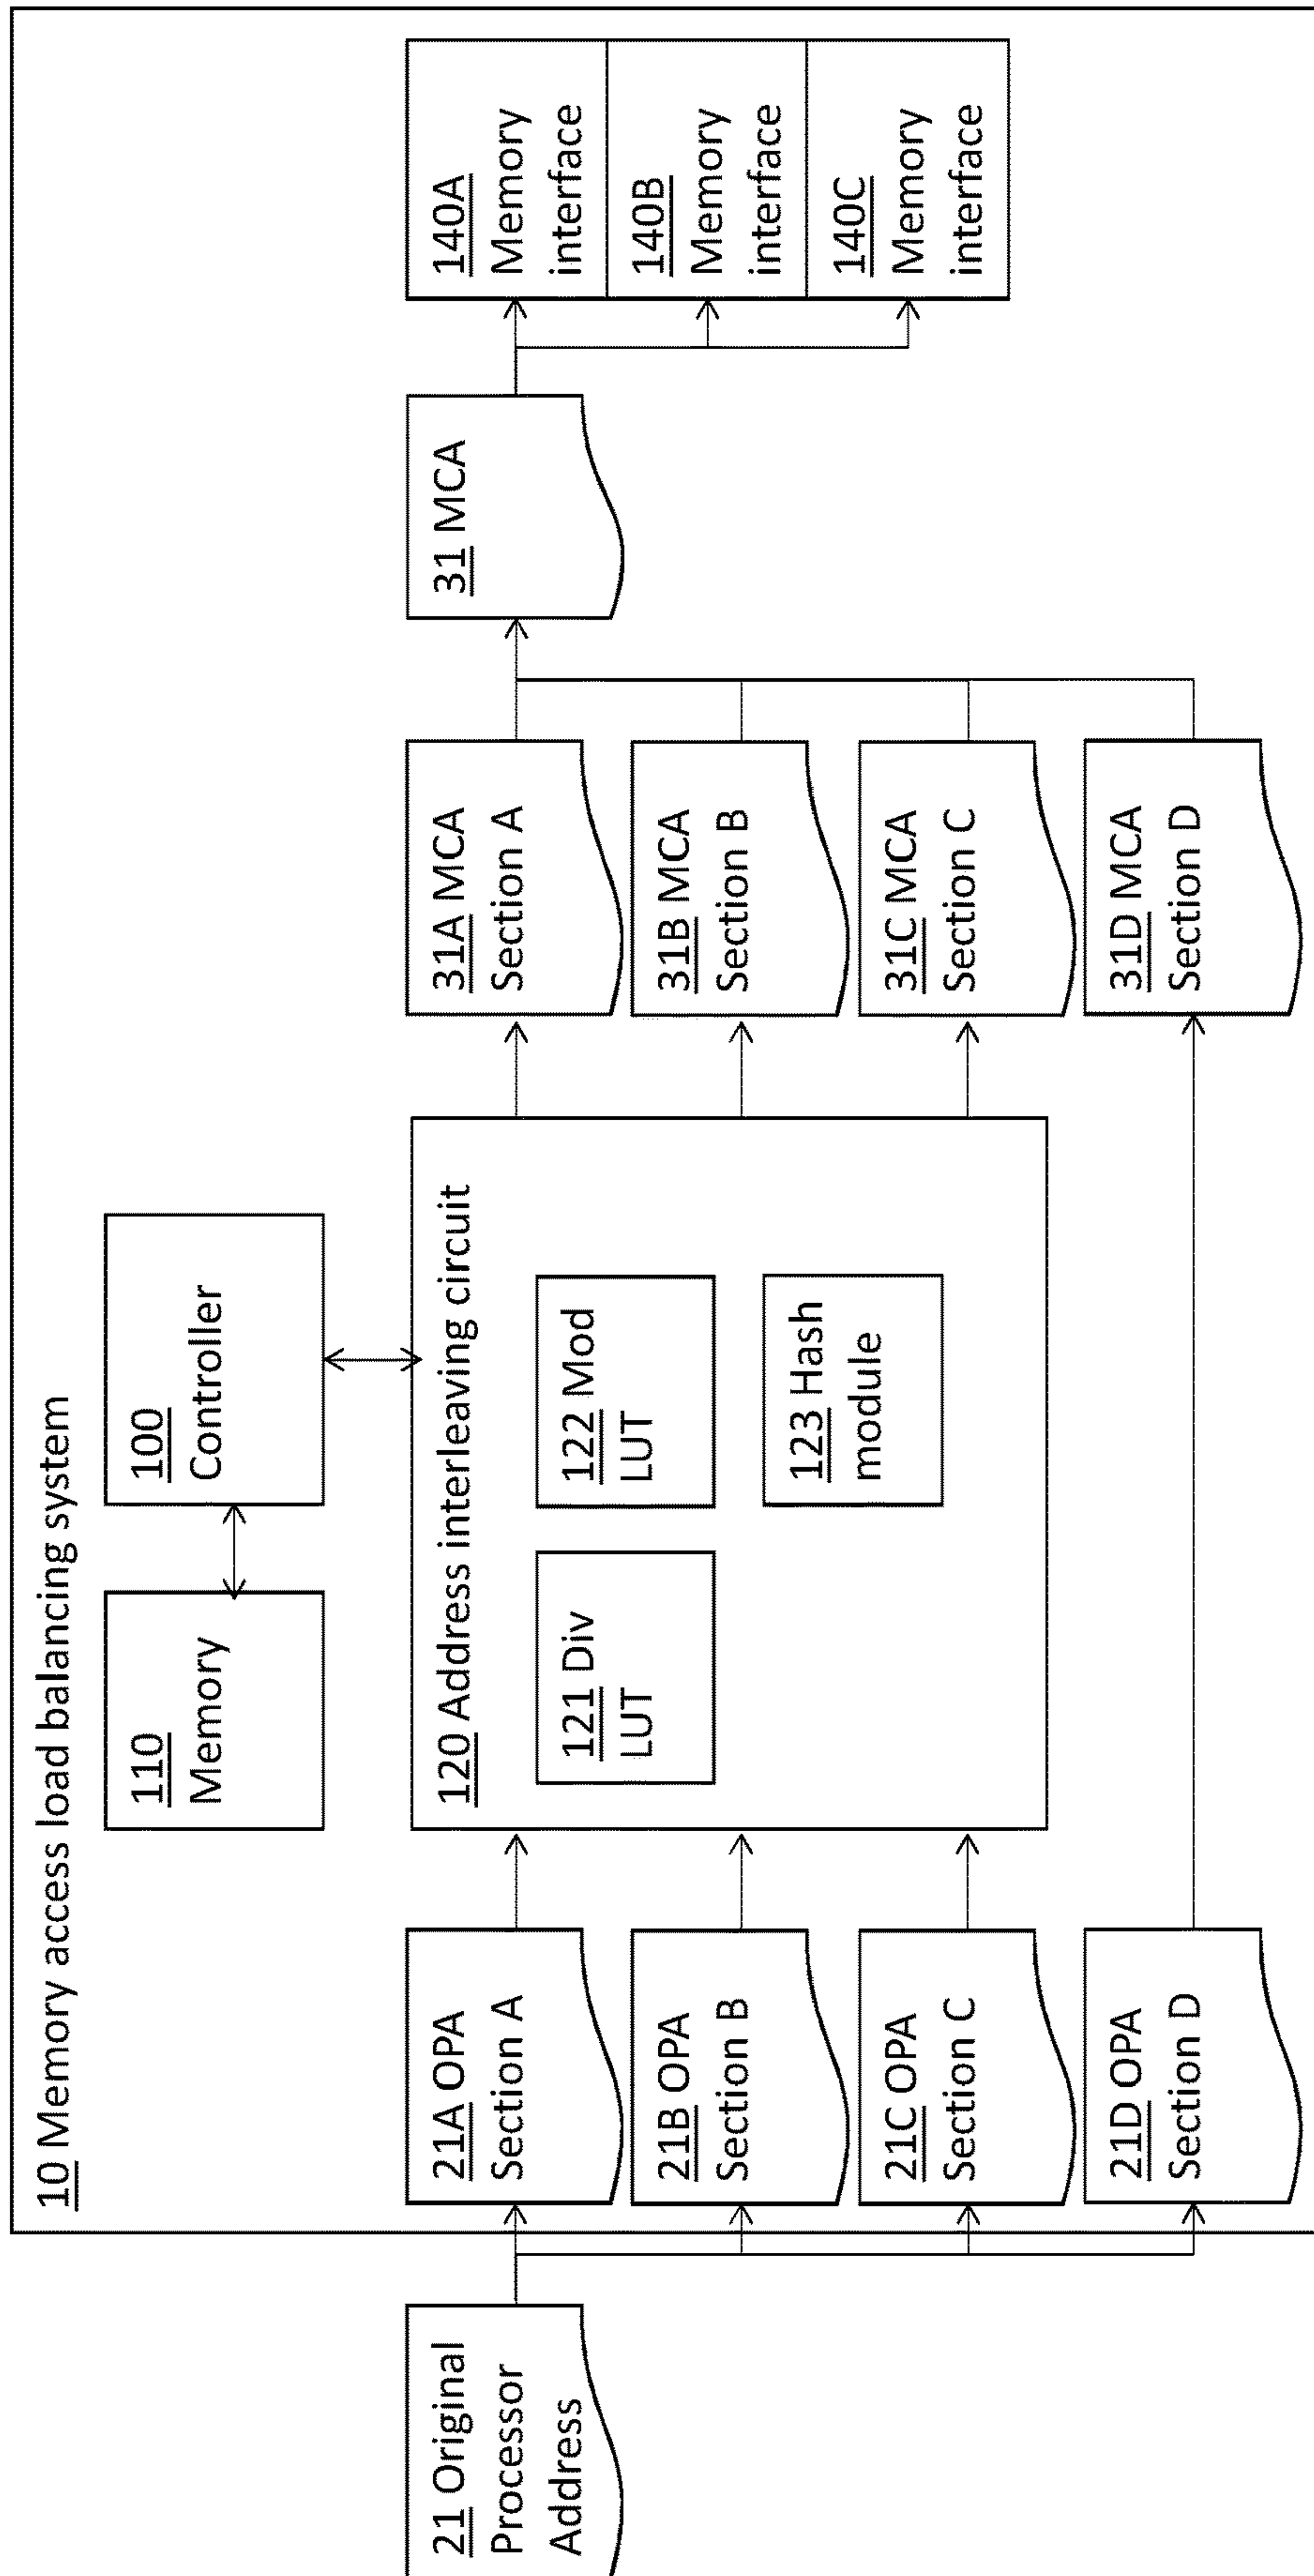 10 Memory access load balancing system
110
Memory
100
Controller
21 Original
Processor
Address
21A OPA
Section A
21B OPA
Section B
21C OPA
Section C
21D OPA
Section D
120 Address interleaving circuit
121 Div
LUT
122 Mod
LUT
123 Hash
module
31A MCA
Section A
31B MCA
Section B
31C MCA
Section C
31D MCA
Section D
31 MCA
140A
Memory
interface
140B
Memory
interface
140C
Memory
interface